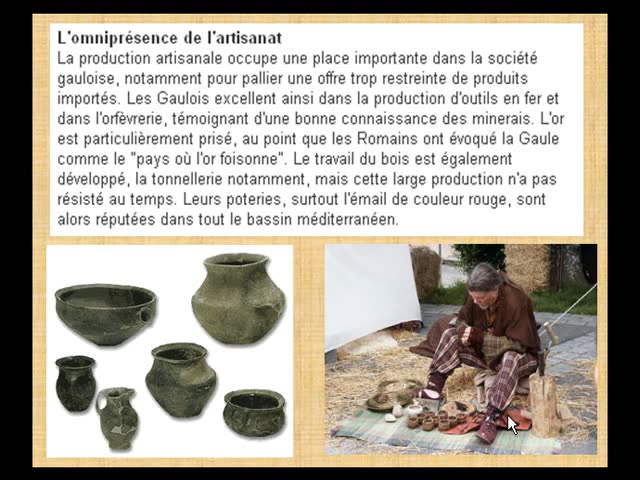 L'omniprésence de l'artisanat
La production artisanale occupe une place importante dans la société
gauloise, notamment pour pallier une offre trop restreinte de produits
importés. Les Gaulois excellent ainsi dans la production d'outils en fer et
dans l'orfèvrerie, témoignant d'une bonne connaissance des minerais. L'or
est particulièrement prisé, au point que les Romains ont évoqué la Gaule
comme le "pays où l'or foisonne". Le travail du bois est également
développé, la tonnellerie notamment, mais cette large production n'a pas
résisté au temps. Leurs poteries, surtout l'émail de couleur rouge, sont
alors réputées dans tout le bassin méditerranéen.